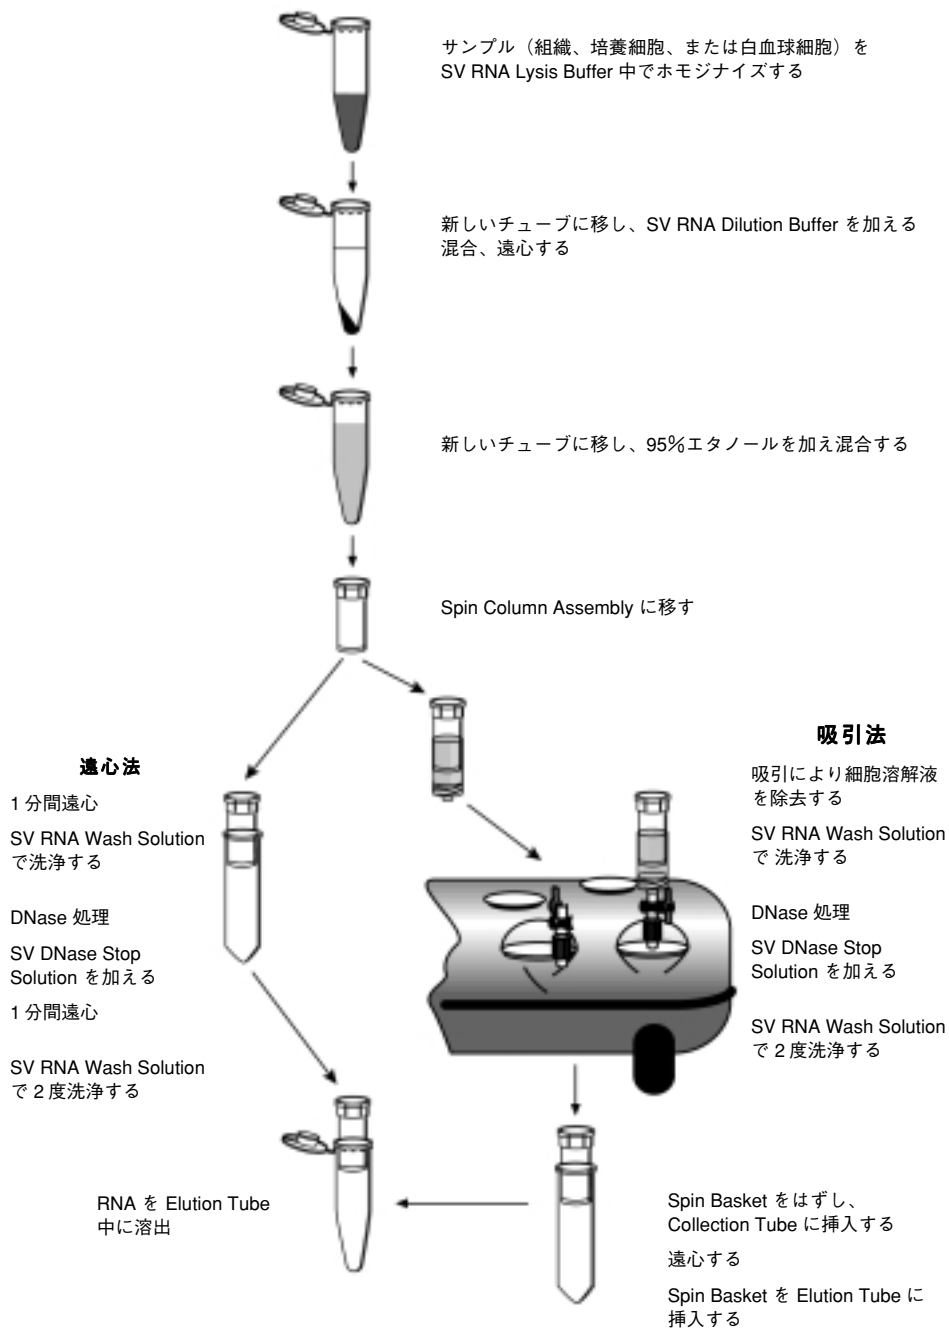 サンプル（組織、培養細胞、または白血球細胞）を
SV RNA Lysis Buffer 中でホモジナイズする
新しいチューブに移し、SV RNA Dilution Buffer を加える
混合、遠心する
新しいチューブに移し、95％エタノールを加え混合する
Spin Column Assembly に移す
遠心法
1 分間遠心
SV RNA Wash Solution
で洗浄する
DNase 処理
SV DNase Stop
Solution を加える
1 分間遠心
SV RNA Wash Solution
で 2 度洗浄する
吸引法
吸引により細胞溶解液
を除去する
SV RNA Wash Solution
で 洗浄する
DNase 処理
SV DNase Stop
Solution を加える
SV RNA Wash Solution
で 2 度洗浄する
RNA を Elution Tube
中に溶出
Spin Basket をはずし、
Collection Tube に挿入する
遠心する
Spin Basket を Elution Tube に
挿入する